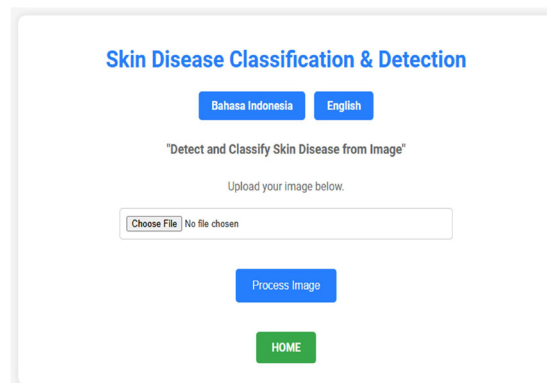 Skin Disease Classification & Detection
Bahasa Indonesia English
"Detect and Classify Skin Disease from Image"
Upload your image below.
Choose File No file chosen
Process Image
HOME